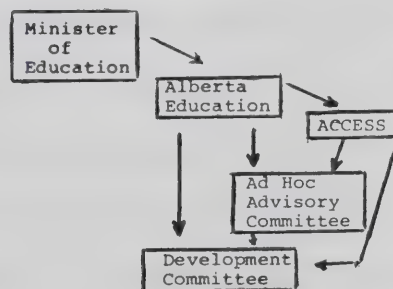 Minister
of
Education
Alberta
Education
ACCESS
Ad Hoc
Advisory
Committee
Development
Committee